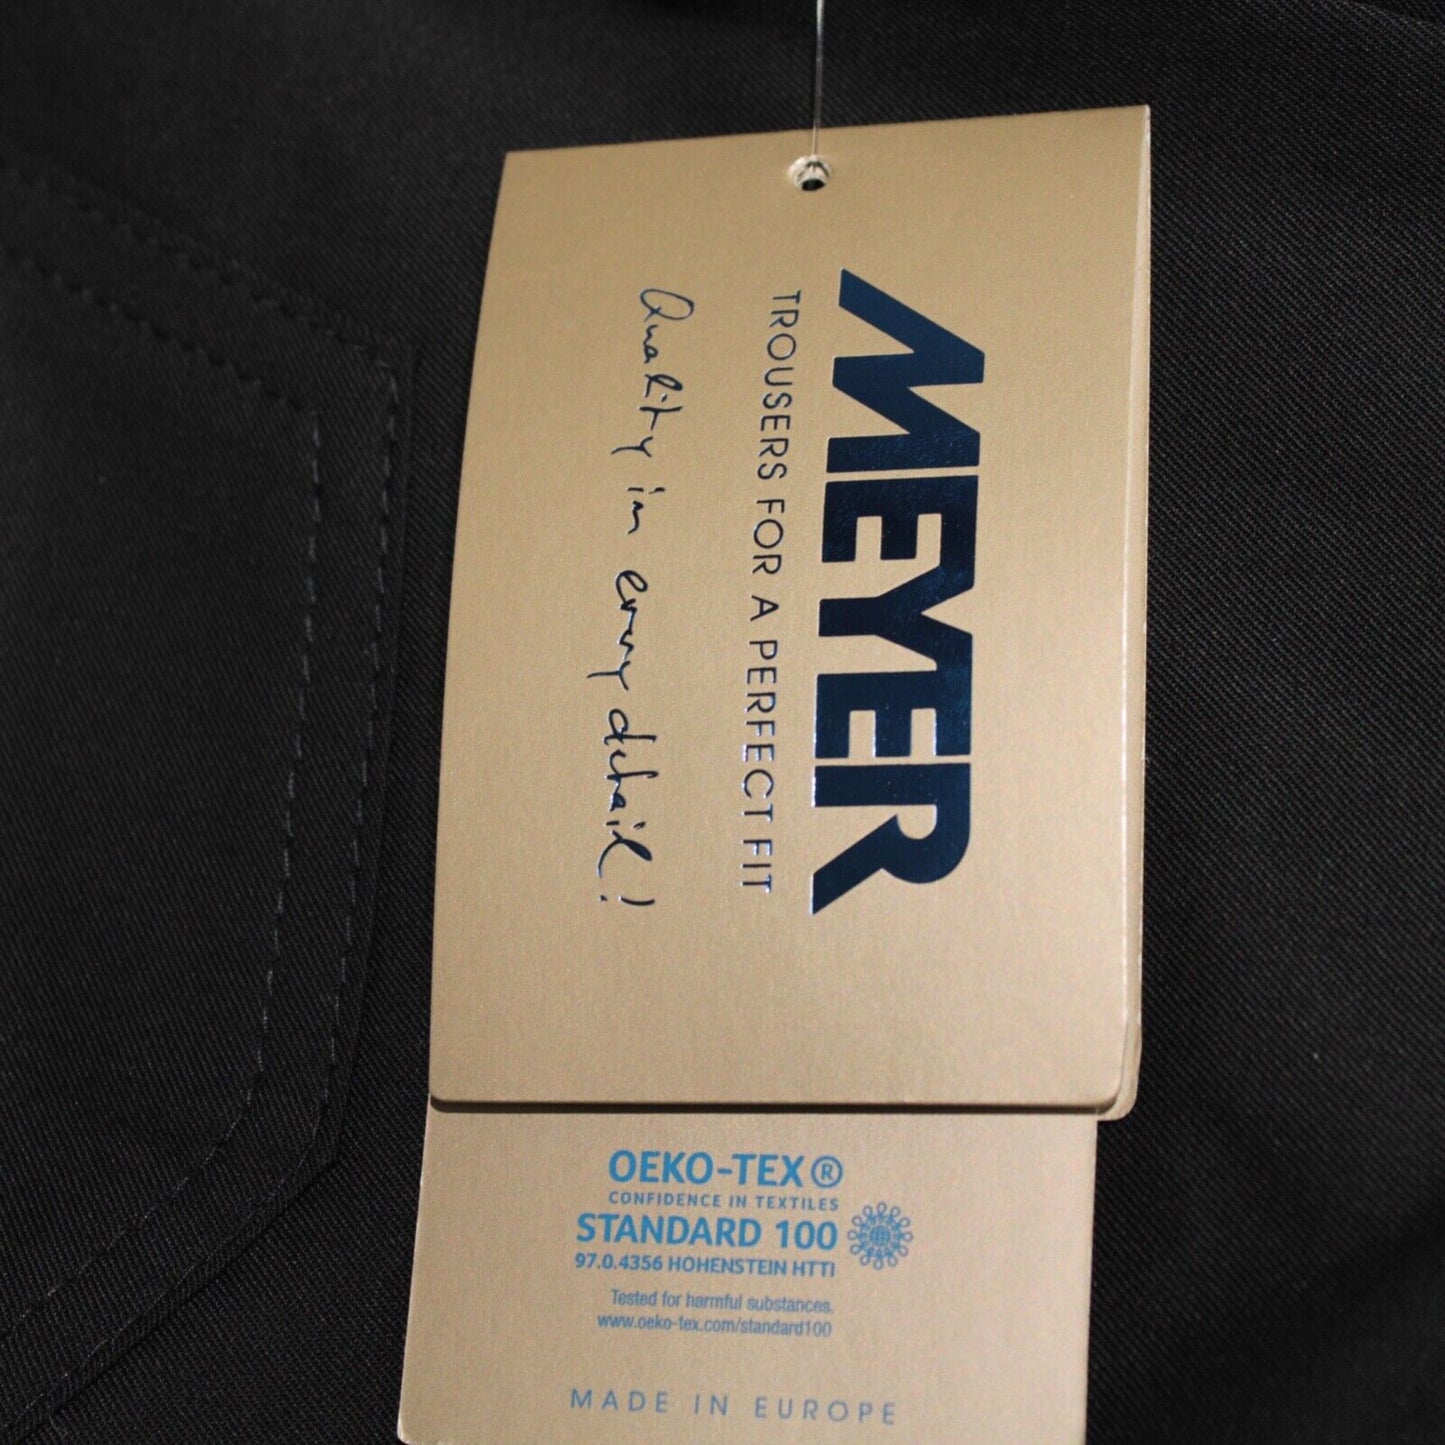 MEYER
TROUSERS FOR A PERFECT FIT
Quality in every detail!
OEKO-TEX®
CONFIDENCE IN TEXTILES
STANDARD 100
97.0.4356 HOHENSTEIN HTTI
Tested for harmful substances.
www.oeko-tex.com/standard100
MADE IN EUROPE